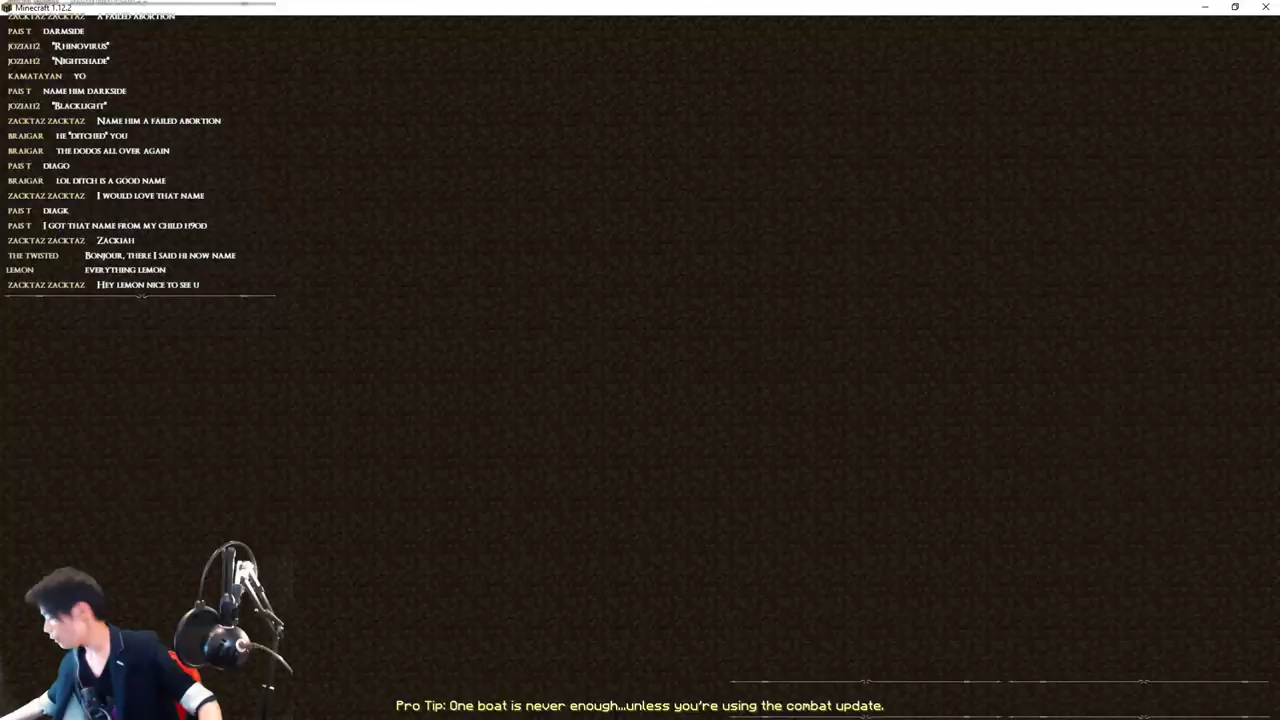 Minecraft 1.12.2
ZACKTAZ ZACKTAZ A FAILED ABORTION
PAIS T DARMSIDE
JOZIAH2 "RHINOVIRUS"
JOZIAH2 "NIGHTSHADE"
KAMATAYAN YO
PAIS T NAME HIM DARKSIDE
JOZIAH2 "BLACKLIGHT"
ZACKTAZ ZACKTAZ NAME HIM A FAILED ABORTION
BRAIGAR HE "DITCHED" YOU
BRAIGAR THE DODOS ALL OVER AGAIN
PAIS T DIAGO
BRAIGAR LOL DITCH IS A GOOD NAME
ZACKTAZ ZACKTAZ I WOULD LOVE THAT NAME
PAIS T DIAGK
PAIS T I GOT THAT NAME FROM MY CHILD H9OD
ZACKTAZ ZACKTAZ ZACKIAH
THE TWISTED BONJOUR, THERE I SAID HI NOW NAME
LEMON EVERYTHING LEMON
ZACKTAZ ZACKTAZ HEY LEMON NICE TO SEE U
Pro Tip: One boat is never enough...unless you're using the combat update.